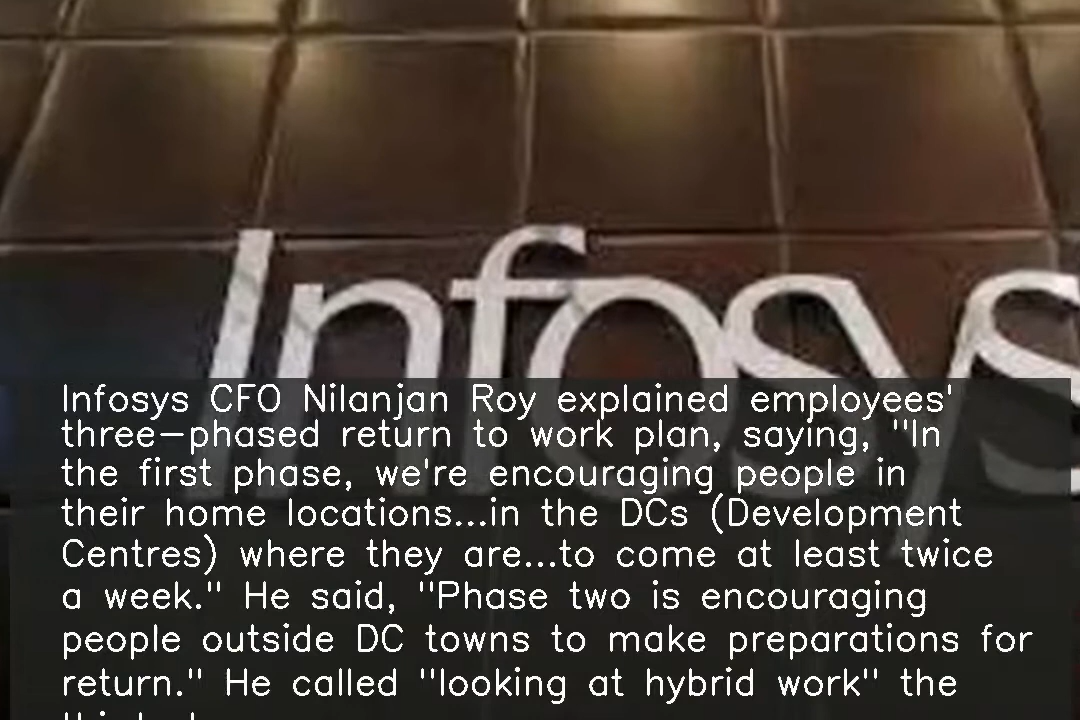 Infosys
Infosys CFO Nilanjan Roy explained employees'
three-phased return to work plan, saying, "In
the first phase, we're encouraging people in
their home locations...in the DCs (Development
Centres) where they are...to come at least twice
a week." He said, "Phase two is encouraging
people outside DC towns to make preparations for
return." He called "looking at hybrid work" the